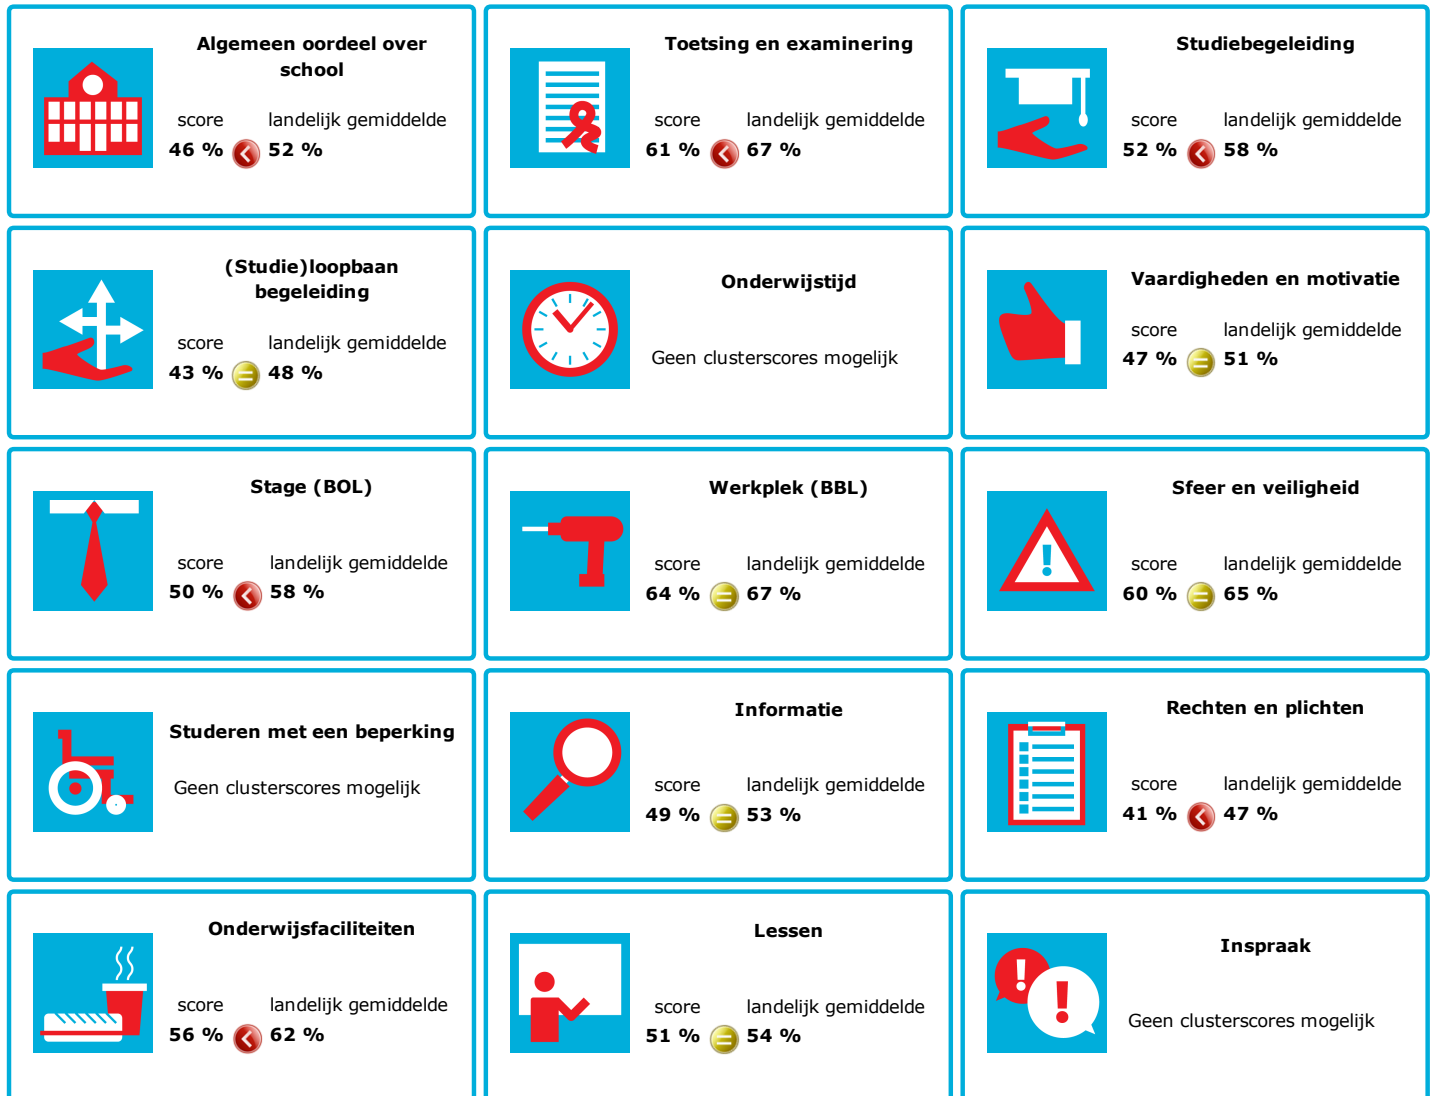 Algemeen oordeel over
school
score landelijk gemiddelde
46 % 52 %
Toetsing en examinering
score landelijk gemiddelde
61 % 67 %
Studiebegeleiding
score landelijk gemiddelde
52 % 58 %
(Studie)loopbaan
begeleiding
score landelijk gemiddelde
43 % = 48 %
Onderwijstijd
Geen clusterscores mogelijk
Vaardigheden en motivatie
score landelijk gemiddelde
47 % = 51 %
Stage (BOL)
score landelijk gemiddelde
50 % 58 %
Werkplek (BBL)
score landelijk gemiddelde
64 % = 67 %
Sfeer en veiligheid
score landelijk gemiddelde
60 % = 65 %
Studeren met een beperking
Geen clusterscores mogelijk
Informatie
score landelijk gemiddelde
49 % = 53 %
Rechten en plichten
score landelijk gemiddelde
41 % 47 %
Onderwijsfaciliteiten
score landelijk gemiddelde
56 % 62 %
Lessen
score landelijk gemiddelde
51 % = 54 %
Inspraak
Geen clusterscores mogelijk